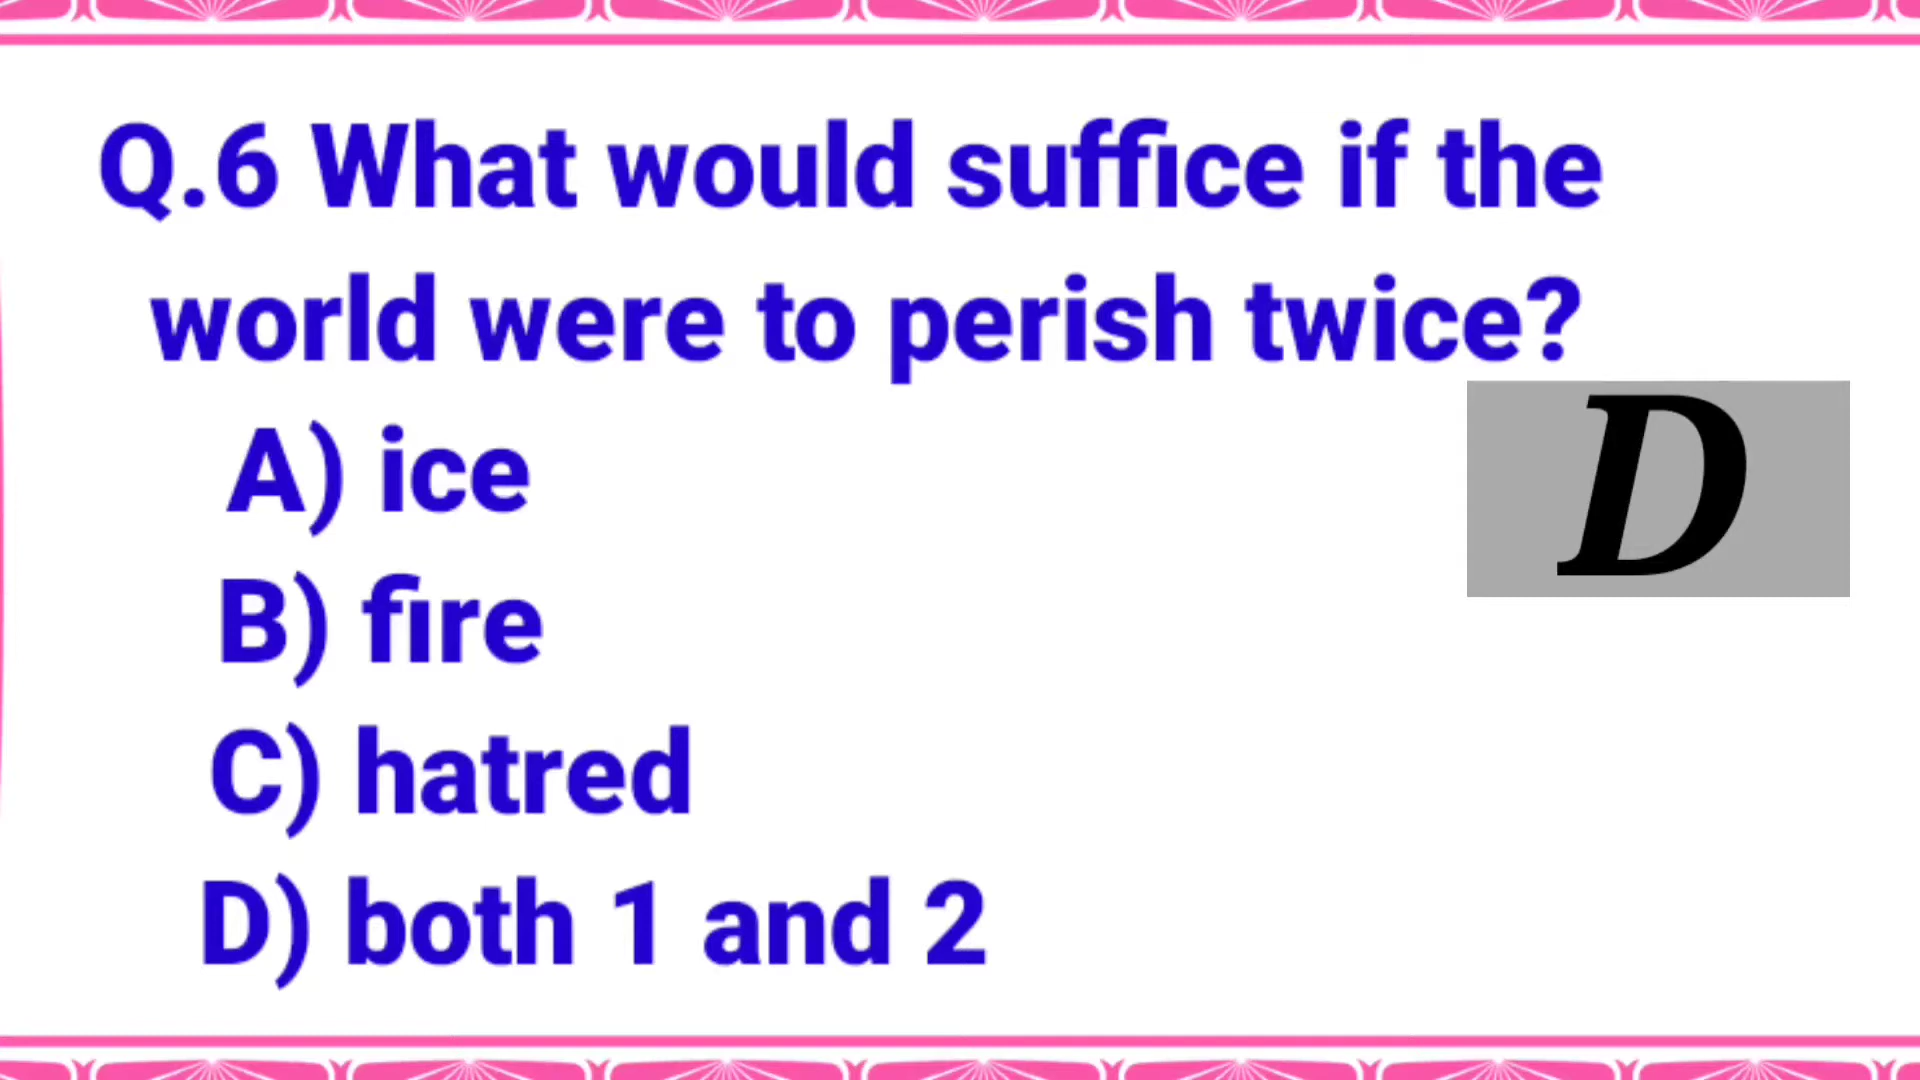 Q.6 What would suffice if the
world were to perish twice?
D
A) ice
B) fire
C) hatred
D) both 1 and 2